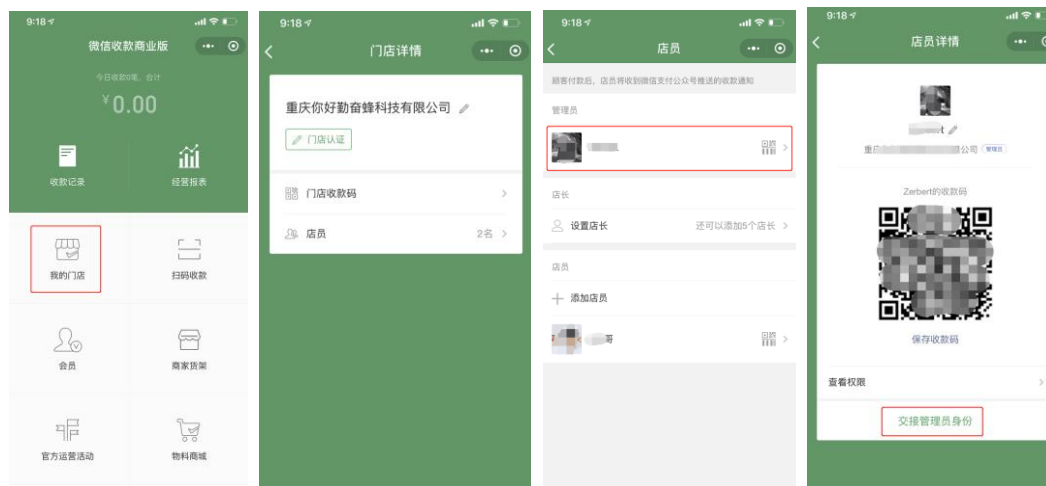 9:18
微信收款商业版
今日收款0笔，合计
¥0.00
收款记录
经营报表
我的门店
扫码收款
会员
商家货架
官方运营活动
物料商城
9:18
门店详情
重庆你好勤奋蜂科技有限公司
门店认证
门店收款码
店员
2名
9:18
店员
顾客付款后，店员将收到微信支付公众号推送的收款通知
管理员
店长
设置店长
还可以添加5个店长
店员
添加店员
哥
9:18
店员详情
t
重庆
公司
管理员
Zerbert的收款码
保存收款码
查看权限
交接管理员身份